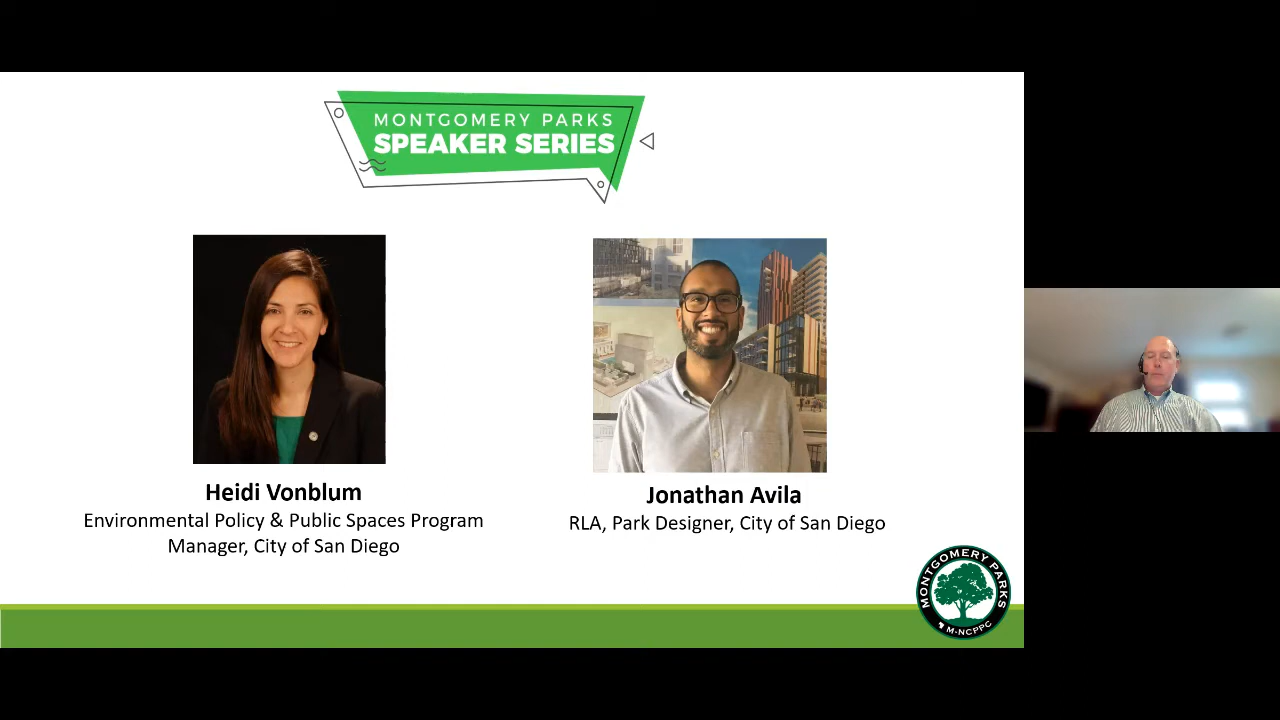 MONTGOMERY PARKS
SPEAKER SERIES
Heidi Vonblum
Environmental Policy & Public Spaces Program
Manager, City of San Diego
Jonathan Avila
RLA, Park Designer, City of San Diego
MONTGOMERY PARKS
M-NCPPC